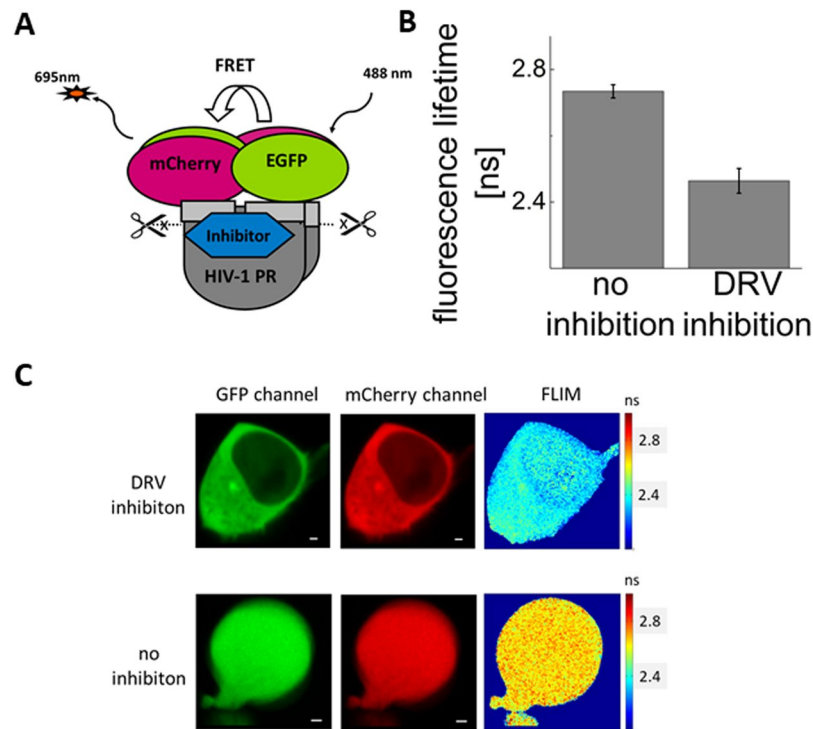 A
FRET
695nm
488 nm
mCherry
EGFP
x
x
Inhibitor
HIV-1 PR
B
fluorescence lifetime
[ns]
2.8
2.4
no
inhibition
DRV
inhibition
C
GFP channel
mCherry channel
FLIM
DRV
inhibiton
ns
2.8
2.4
no
inhibiton
ns
2.8
2.4